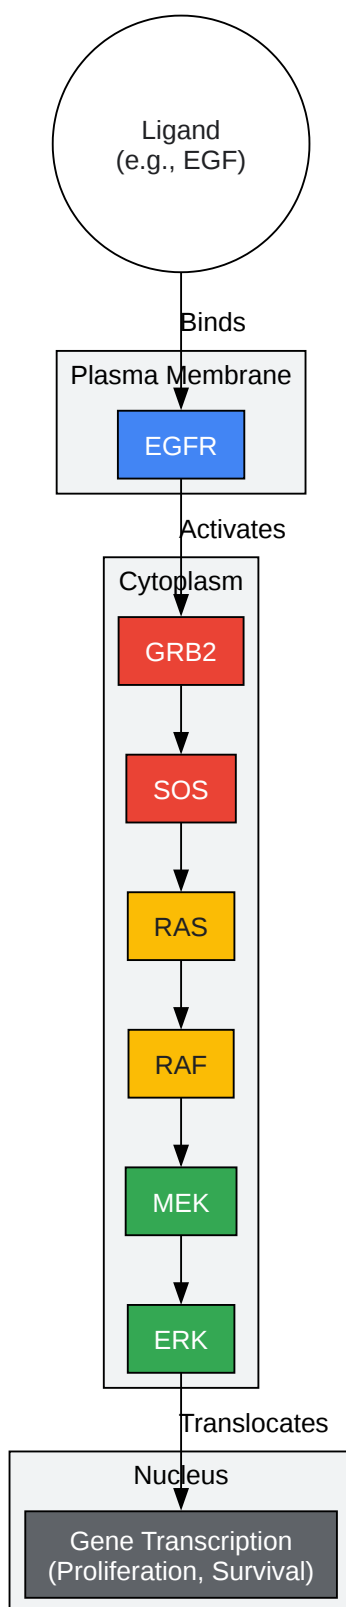 Ligand
(e.g., EGF)
Binds
Plasma Membrane
EGFR
Activates
Cytoplasm
GRB2
SOS
RAS
RAF
MEK
ERK
Translocates
Nucleus
Gene Transcription
(Proliferation, Survival)